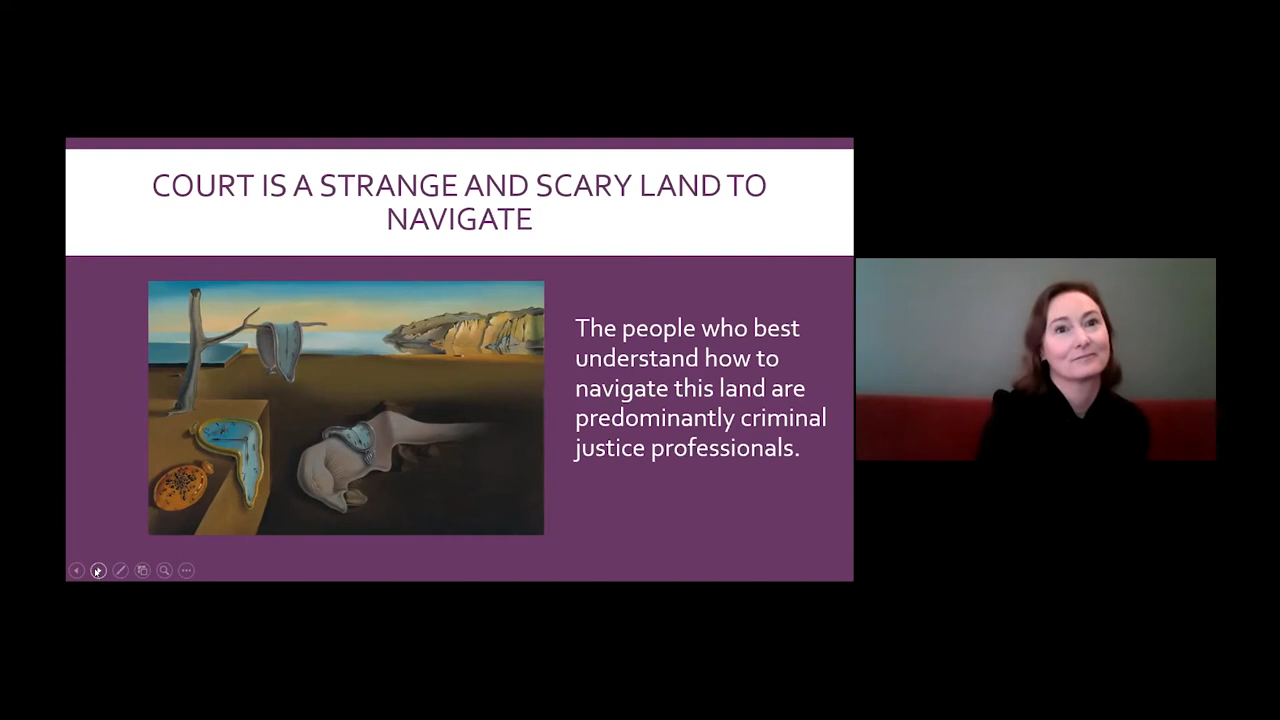 COURT IS A STRANGE AND SCARY LAND TO
NAVIGATE
The people who best
understand how to
navigate this land are
predominantly criminal
justice professionals.